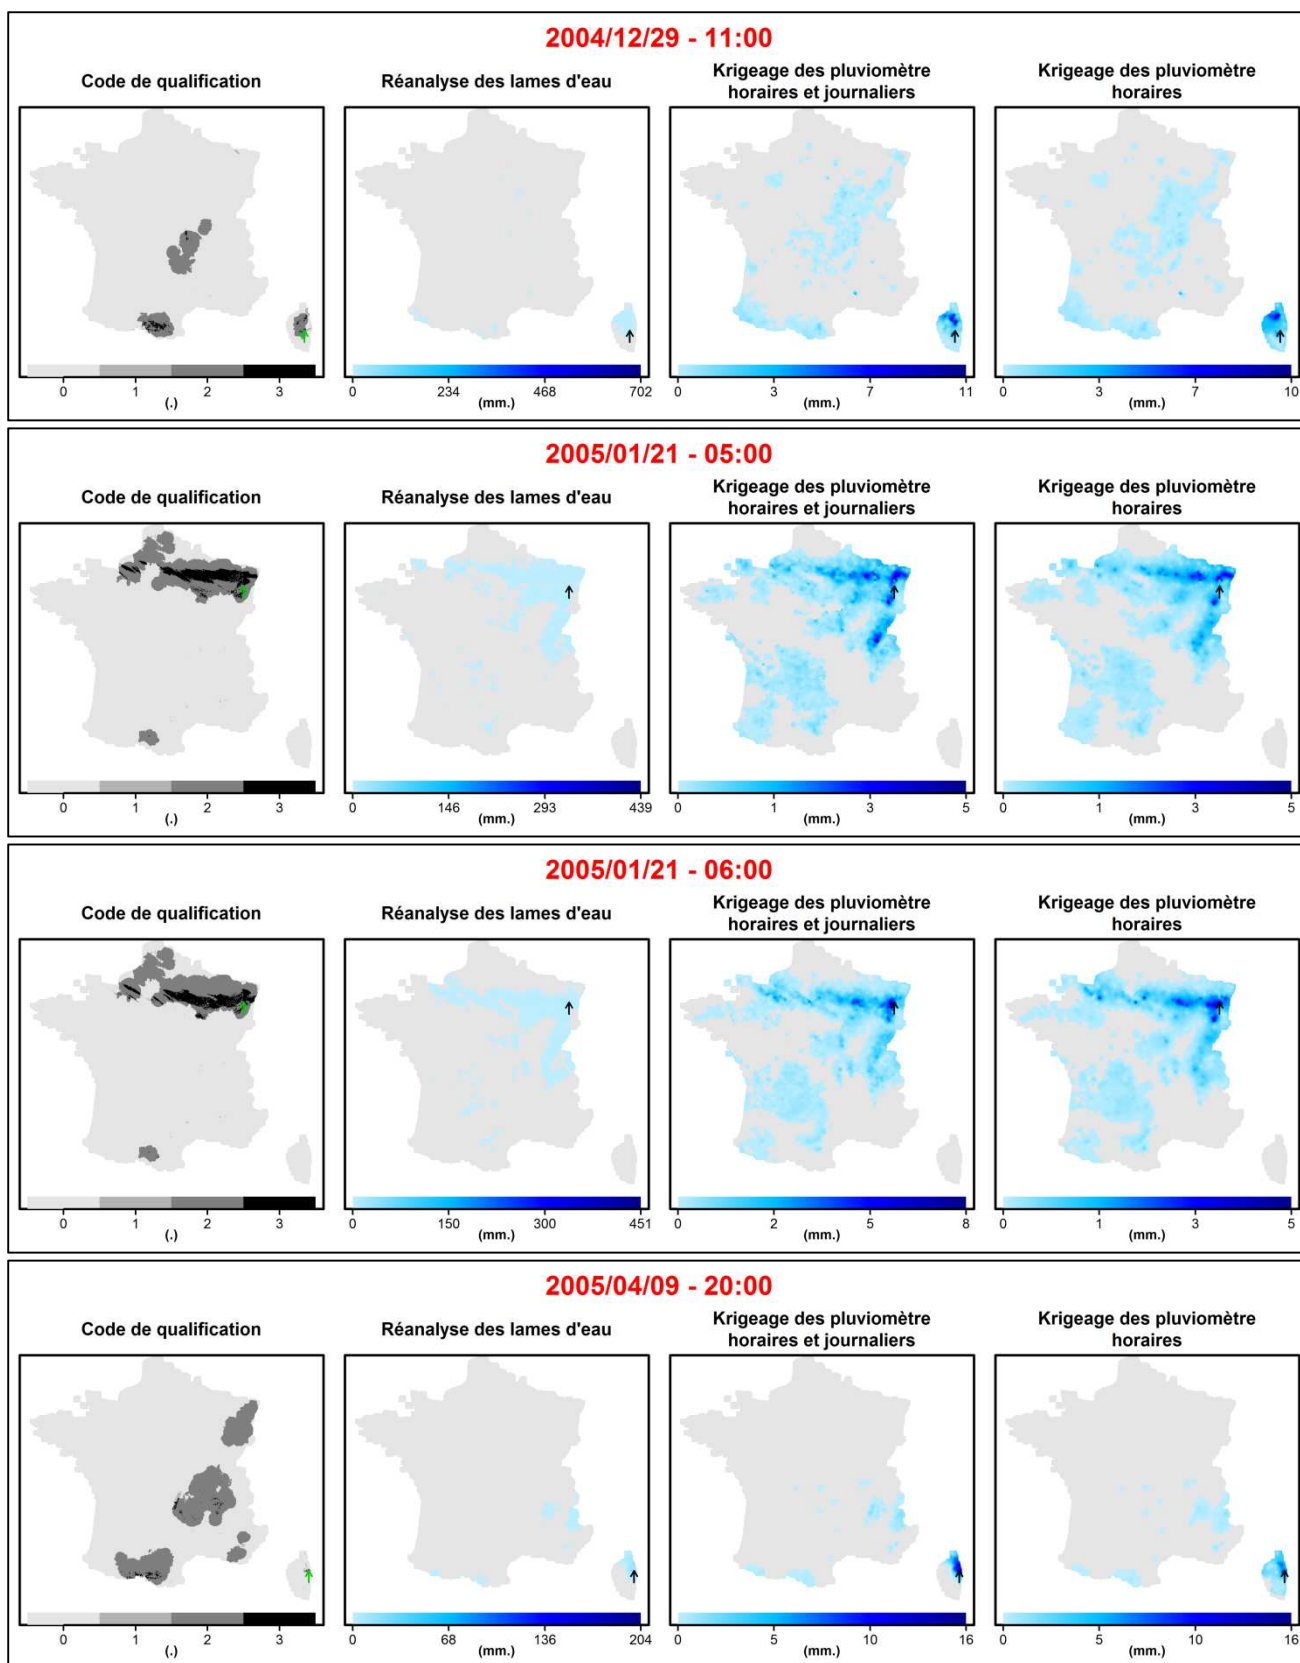 2004/12/29 - 11:00
Code de qualification
Réanalyse des lames d'eau
Krigeage des pluviomètre
horaires et journaliers
Krigeage des pluviomètre
horaires
0 1 2 3
(.)
0 234 468 702
(mm.)
0 3 7 11
(mm.)
0 3 7 10
(mm.)
2005/01/21 - 05:00
Code de qualification
Réanalyse des lames d'eau
Krigeage des pluviomètre
horaires et journaliers
Krigeage des pluviomètre
horaires
0 1 2 3
(.)
0 146 293 439
(mm.)
0 1 3 5
(mm.)
0 1 3 5
(mm.)
2005/01/21 - 06:00
Code de qualification
Réanalyse des lames d'eau
Krigeage des pluviomètre
horaires et journaliers
Krigeage des pluviomètre
horaires
0 1 2 3
(.)
0 150 300 451
(mm.)
0 2 5 8
(mm.)
0 1 3 5
(mm.)
2005/04/09 - 20:00
Code de qualification
Réanalyse des lames d'eau
Krigeage des pluviomètre
horaires et journaliers
Krigeage des pluviomètre
horaires
0 1 2 3
(.)
0 68 136 204
(mm.)
0 5 10 16
(mm.)
0 5 10 16
(mm.)